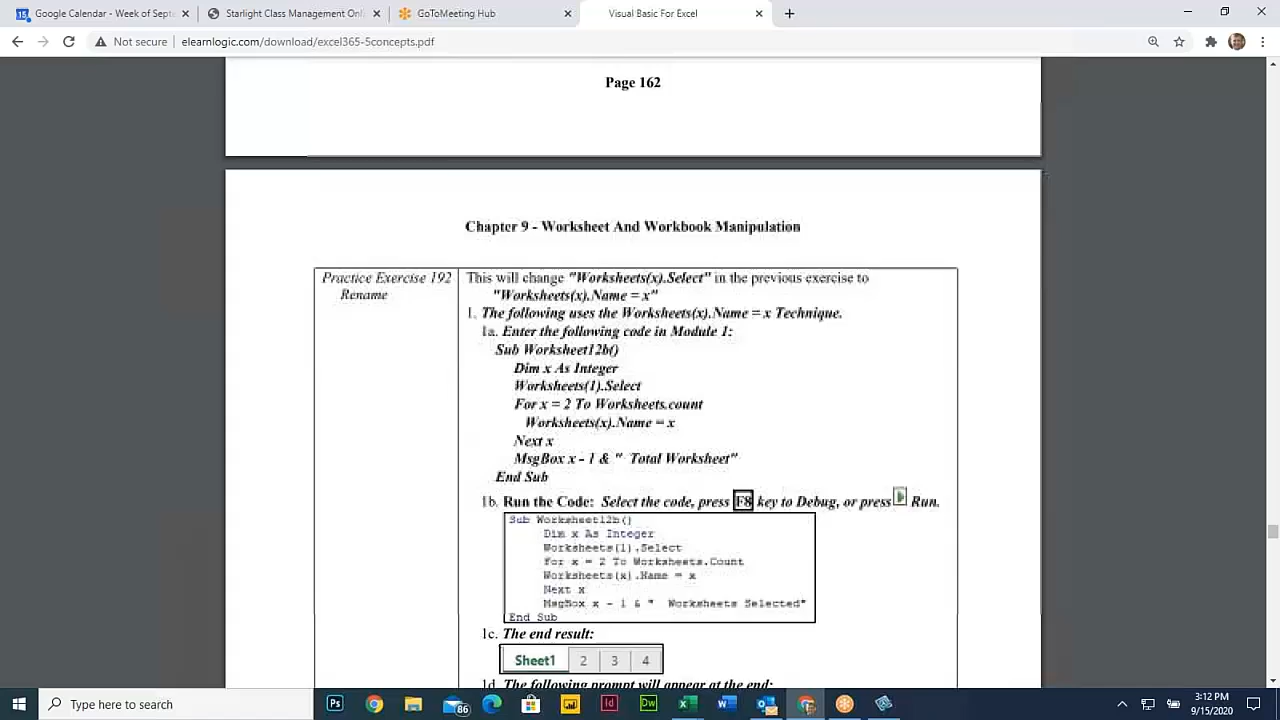 Google Calendar - Week of Septe
Starlight Class Management Onl
GoToMeeting Hub
Visual Basic For Excel
Not secure
elearnlogic.com/download/excel365-5concepts.pdf
Page 162
Chapter 9 - Worksheet And Workbook Manipulation
Practice Exercise 192
Rename
This will change "Worksheets(x).Select" in the previous exercise to
"Worksheets(x).Name = x"
1. The following uses the Worksheets(x).Name = x Technique.
1a. Enter the following code in Module 1:
Sub Worksheet12b()
Dim x As Integer
Worksheets(1).Select
For x = 2 To Worksheets.count
Worksheets(x).Name = x
Next x
MsgBox x - 1 & "  Total Worksheet"
End Sub
1b. Run the Code: Select the code, press F8 key to Debug, or press Run.
Sub Worksheet12b()
Dim x As Integer
Worksheets(1).Select
For x = 2 To Worksheets.Count
Worksheets(x).Name = x
Next x
MsgBox x - 1 & "  Worksheets Selected"
End Sub
1c. The end result:
Sheet1 2 3 4
1d. The following prompt will appear at the end:
Type here to search
86
3:12 PM
9/15/2020